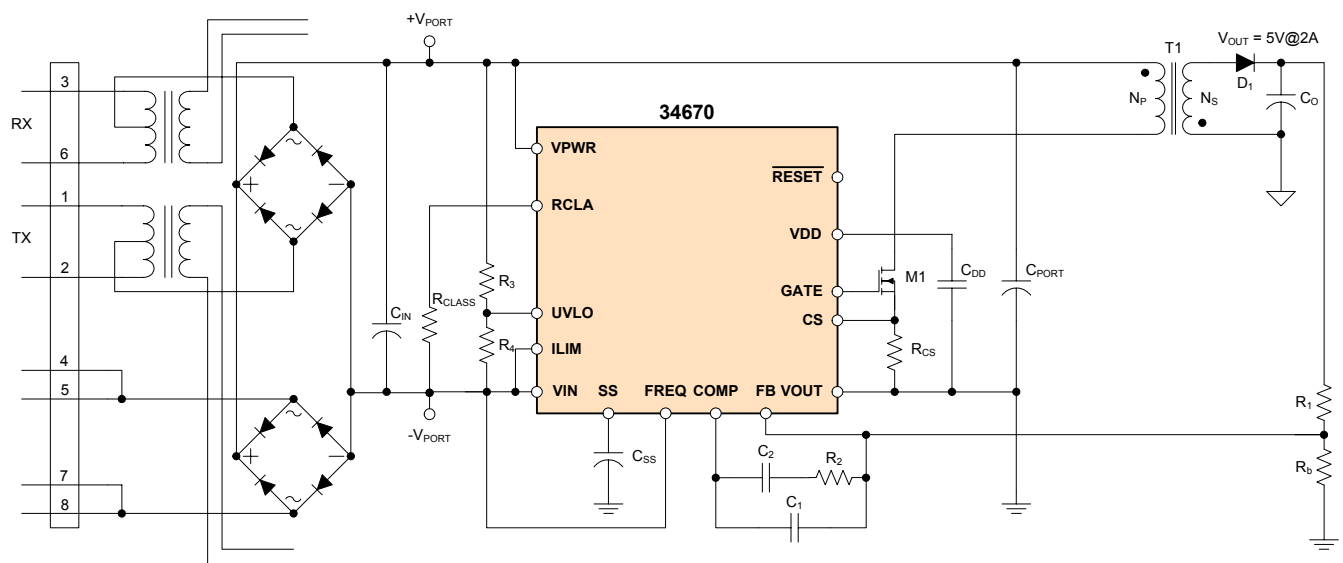 +VPORT
VOUT = 5V@2A
T1
3
D1
RX
NP
NS
CO
34670
6
VPWR
RESET
1
RCLA
TX
VDD
2
CIN
RCLASS
R3
GATE
M1
CDD
CPORT
UVLO
CS
R4
ILIM
RCS
4
5
VIN
SS
FREQ
COMP
FB
VOUT
R1
-VPORT
CSS
C2
R2
Rb
7
C1
8